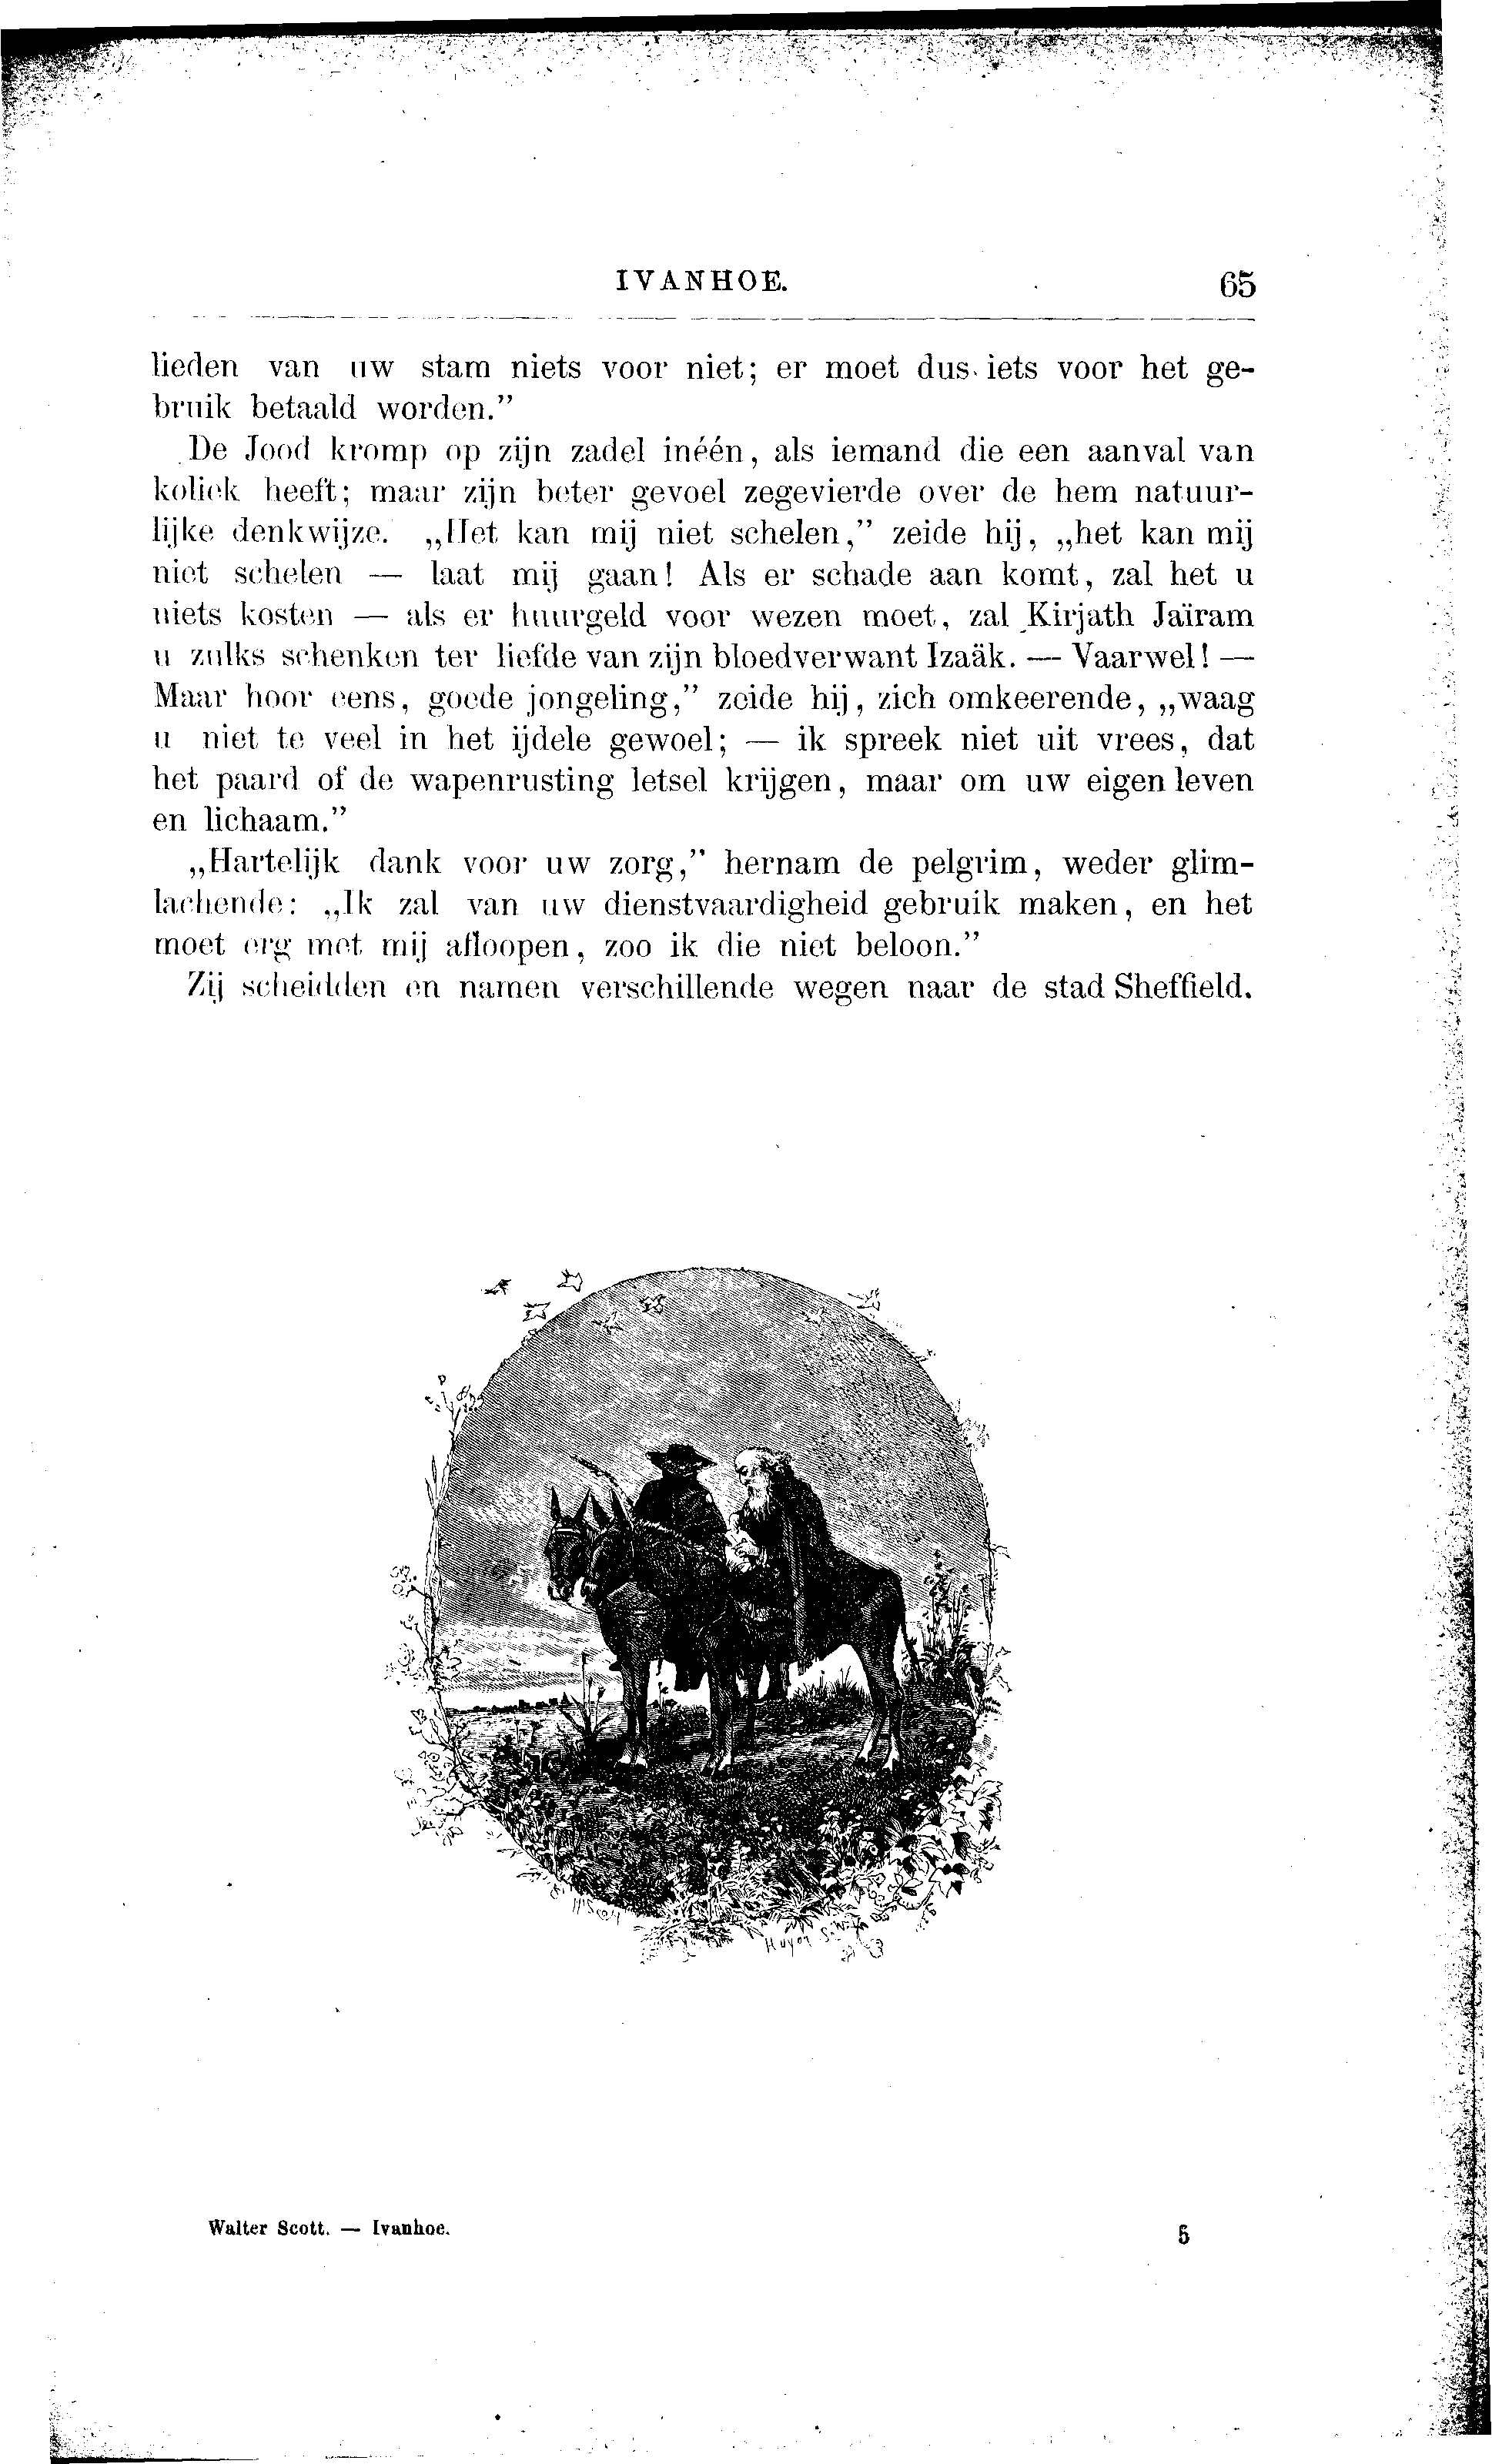 IVANHOE. 65
lieden van uw stam niets voor niet; er moet dus iets voor het ge-
bruik betaald worden.”
De Jood kromp op zijn zadel inéén, als iemand die een aanval van
koliek heeft; maar zijn beter gevoel zegevierde over de hem natuur-
lijke denkwijze. „Het kan mij niet schelen,” zeide hij, „het kan mij
niet schelen — laat mij gaan! Als er schade aan komt, zal het u
niets kosten — als er huurgeld voor wezen moet, zal Kirjath Jaïram
u zulks schenken ter liefde van zijn bloedverwant Izaäk. — Vaarwel! —
Maar hoor eens, goede jongeling,” zeide hij, zich omkeerende, „waag
u niet te veel in het ijdele gewoel; — ik spreek niet uit vrees, dat
het paard of de wapenrusting letsel krijgen, maar om uw eigen leven
en lichaam.”
„Hartelijk dank voor uw zorg,” hernam de pelgrim, weder glim-
lachende: „Ik zal van uw dienstvaardigheid gebruik maken, en het
moet erg met mij afloopen, zoo ik die niet beloon.”
Zij scheidden en namen verschillende wegen naar de stad Sheffield.
Walter Scott. — Ivanhoe. 5